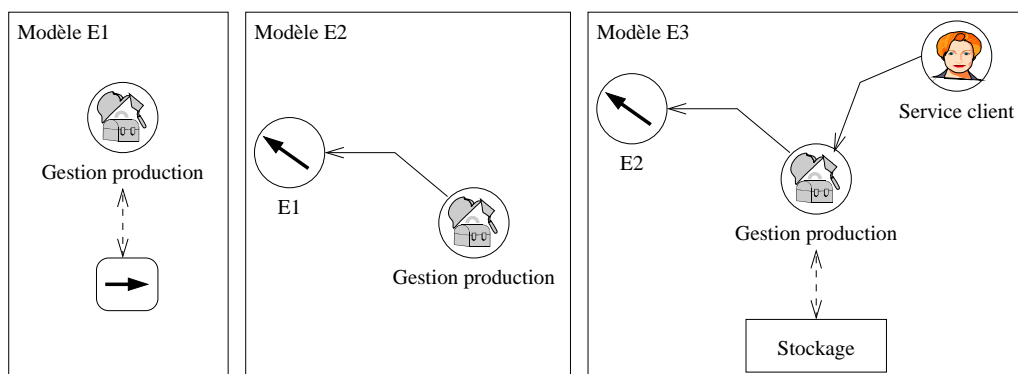 Modèle E1
Gestion production
Modèle E2
E1
Gestion production
Modèle E3
Service client
E2
Gestion production
Stockage